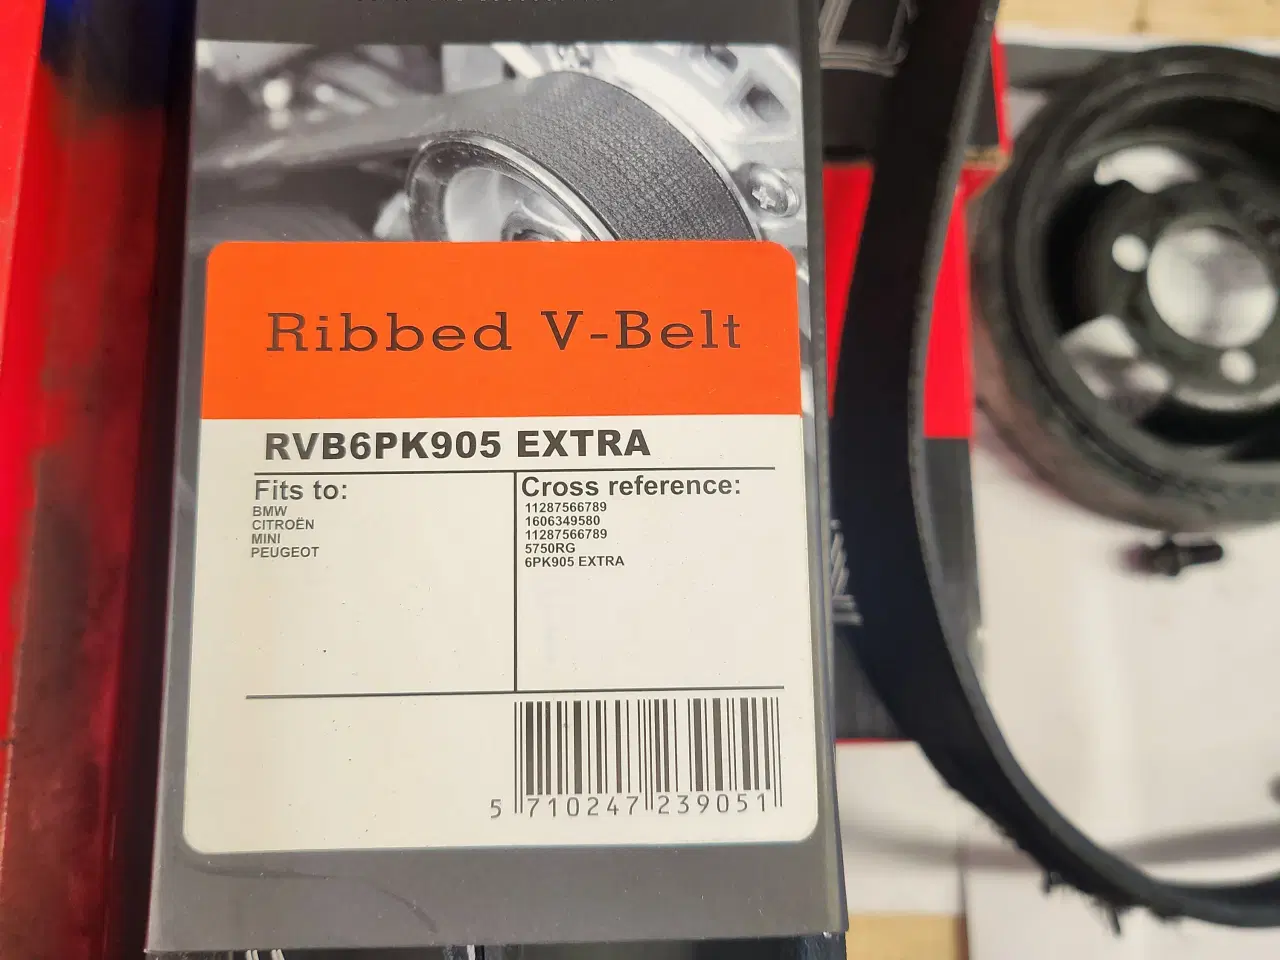 Ribbed V-Belt
RVB6PK905 EXTRA
Fits to:
BMW
CITROËN
MINI
PEUGEOT
Cross reference:
11287566789
1606349580
11287566789
5750RG
6PK905 EXTRA
5 710247 239051